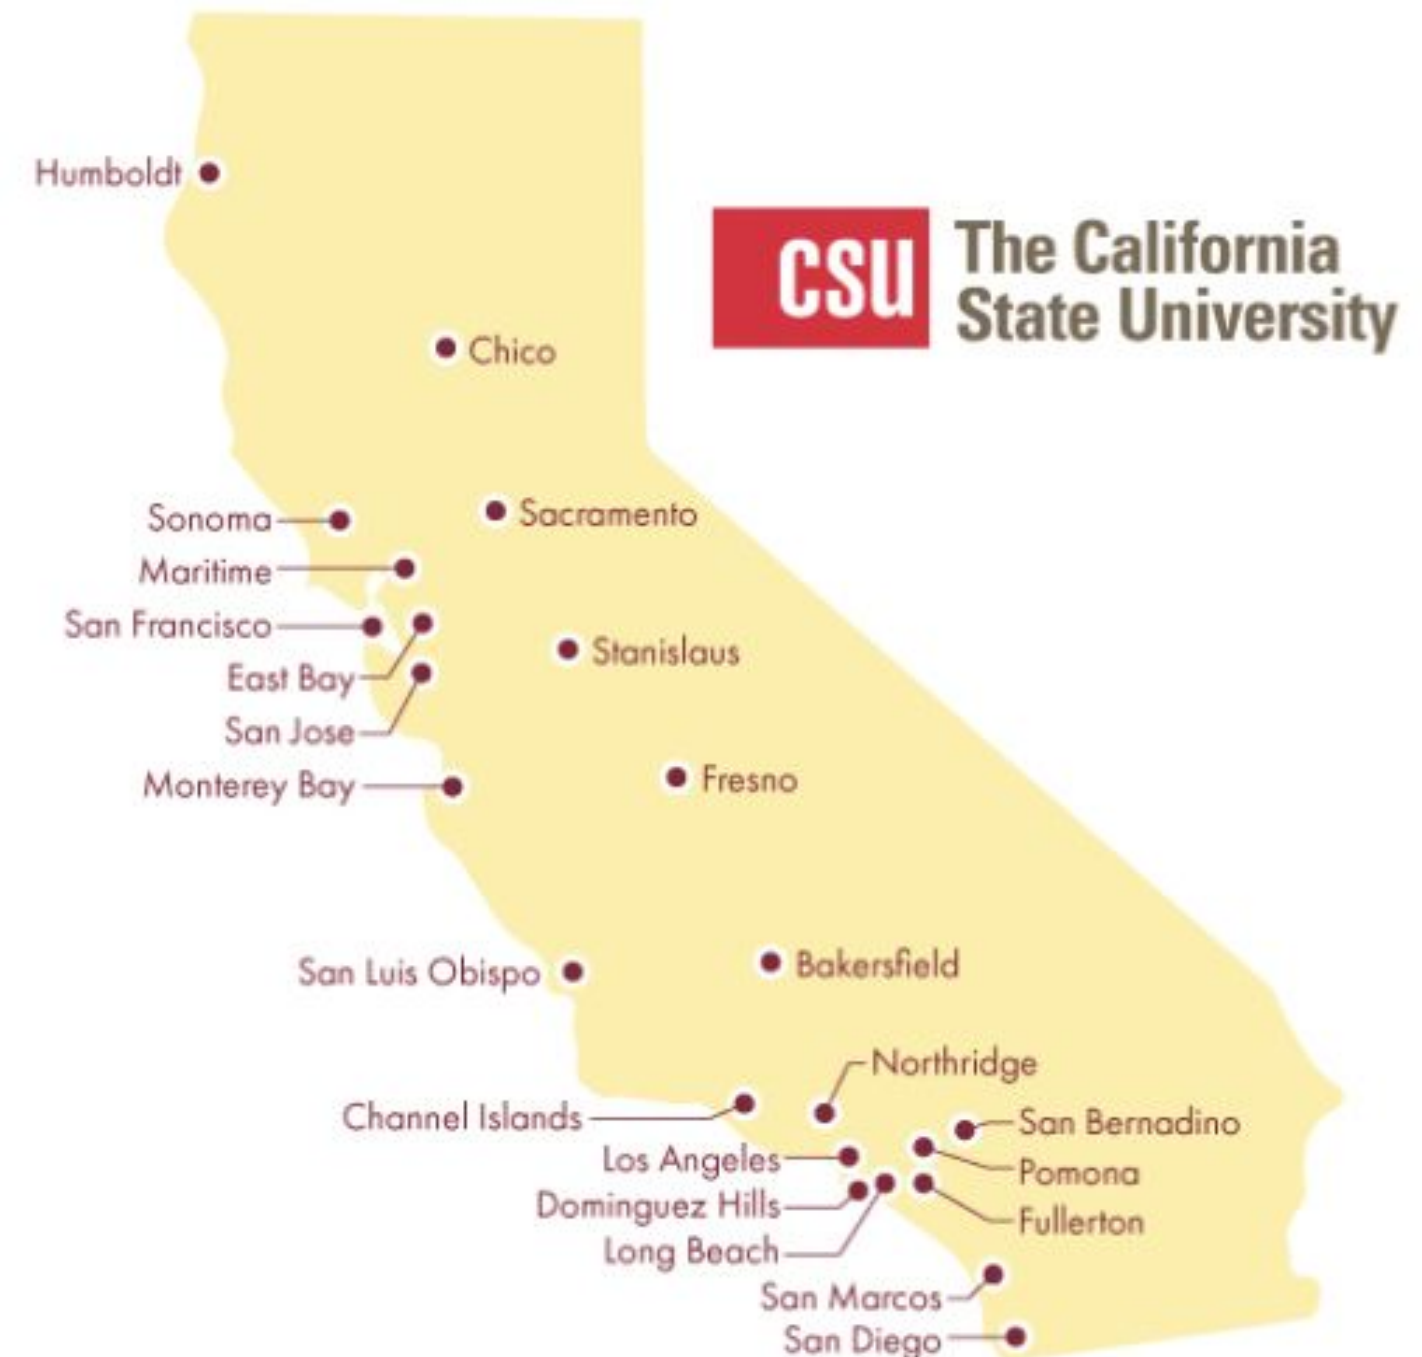 Humboldt
CSU
The California
State University
Chico
Sonoma
Sacramento
Maritime
San Francisco
East Bay
Stanislaus
San Jose
Monterey Bay
Fresno
San Luis Obispo
Bakersfield
Northridge
Channel Islands
San Bernadino
Los Angeles
Pomona
Dominguez Hills
Fullerton
Long Beach
San Marcos
San Diego